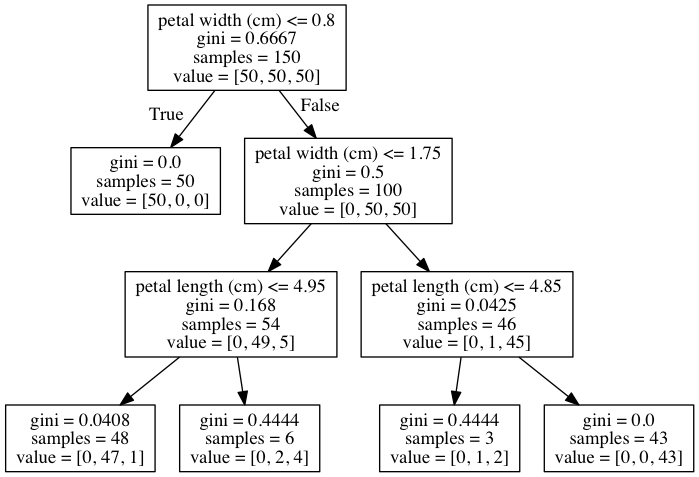 petal width (cm) <= 0.8
gini = 0.6667
samples = 150
value = [50, 50, 50]
True
False
gini = 0.0
samples = 50
value = [50, 0, 0]
petal width (cm) <= 1.75
gini = 0.5
samples = 100
value = [0, 50, 50]
petal length (cm) <= 4.95
gini = 0.168
samples = 54
value = [0, 49, 5]
petal length (cm) <= 4.85
gini = 0.0425
samples = 46
value = [0, 1, 45]
gini = 0.0408
samples = 48
value = [0, 47, 1]
gini = 0.4444
samples = 6
value = [0, 2, 4]
gini = 0.4444
samples = 3
value = [0, 1, 2]
gini = 0.0
samples = 43
value = [0, 0, 43]